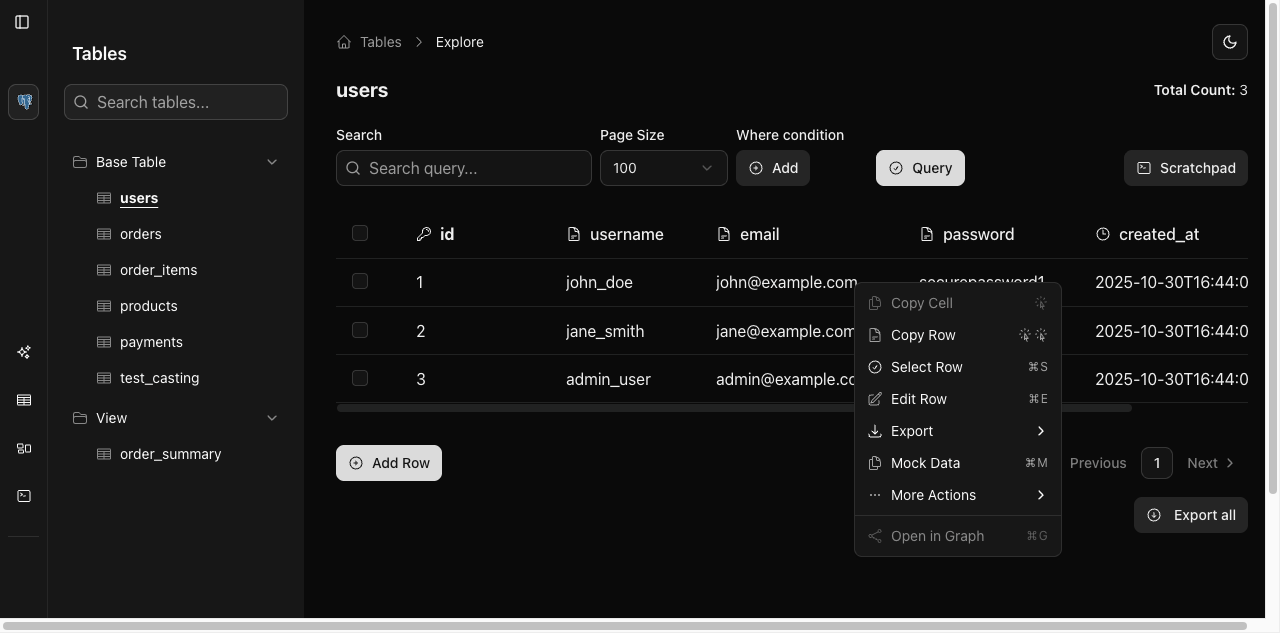 Tables
Search tables...
Base Table
users
orders
order_items
products
payments
test_casting
View
order_summary
Tables > Explore
users
Total Count: 3
Search
Page Size
Where condition
Search query...
100
Add
Query
Scratchpad
id username email password created_at
1 john_doe john@example.com securepassword1 2025-10-30T16:44:0
2 jane_smith jane@example.com 2025-10-30T16:44:0
3 admin_user admin@example.co 2025-10-30T16:44:0
Copy Cell
Copy Row
Select Row ⌘S
Edit Row ⌘E
Export
Mock Data ⌘M
More Actions
Open in Graph ⌘G
Add Row
Previous 1 Next
Export all